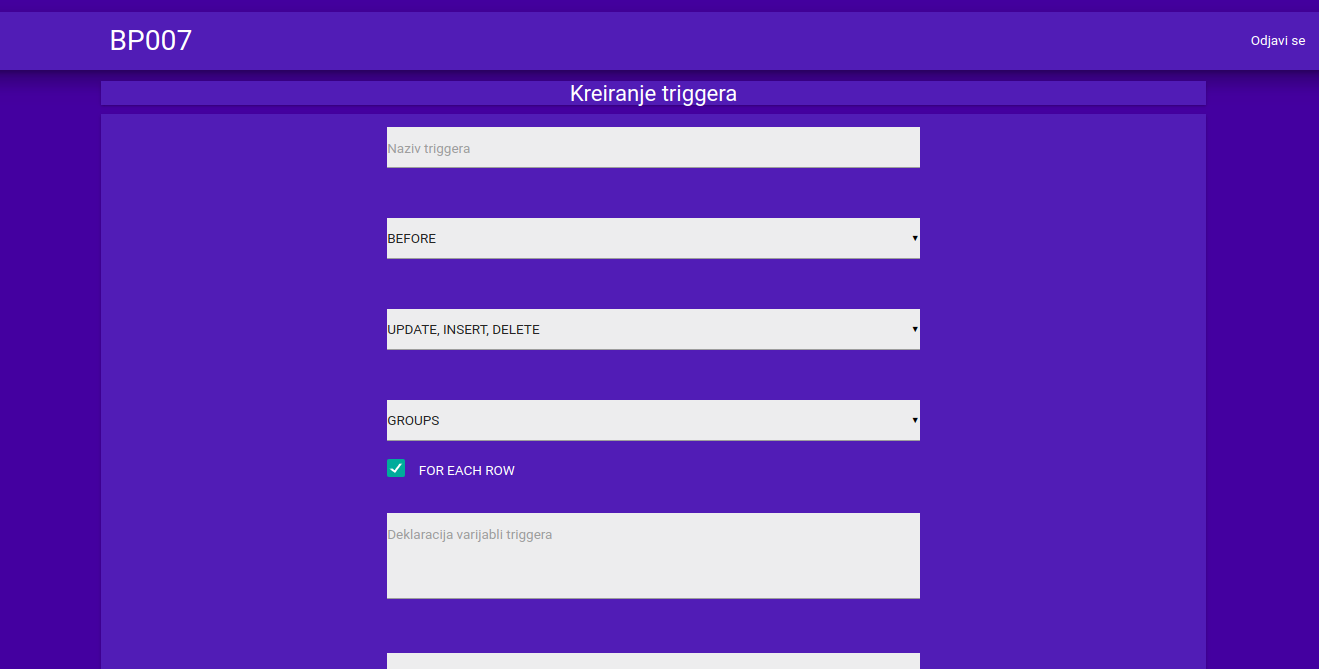 BP007
Odjavi se
Kreiranje triggera
Naziv triggera
BEFORE
UPDATE, INSERT, DELETE
GROUPS
FOR EACH ROW
Deklaracija varijabli triggera